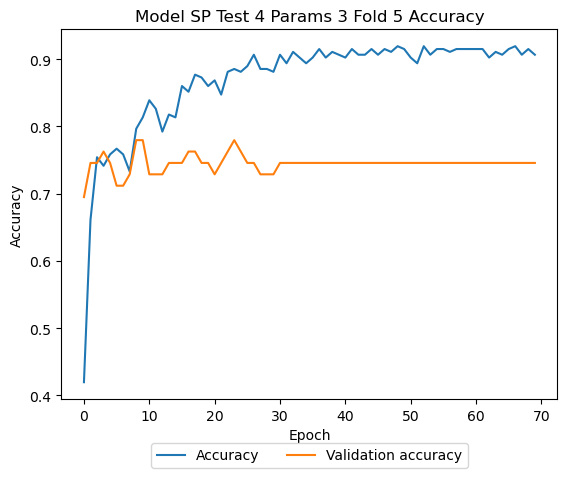 Model SP Test 4 Params 3 Fold 5 Accuracy
Accuracy
0.9
0.8
0.7
0.6
0.5
0.4
0 10 20 30 40 50 60 70
Epoch
Accuracy Validation accuracy